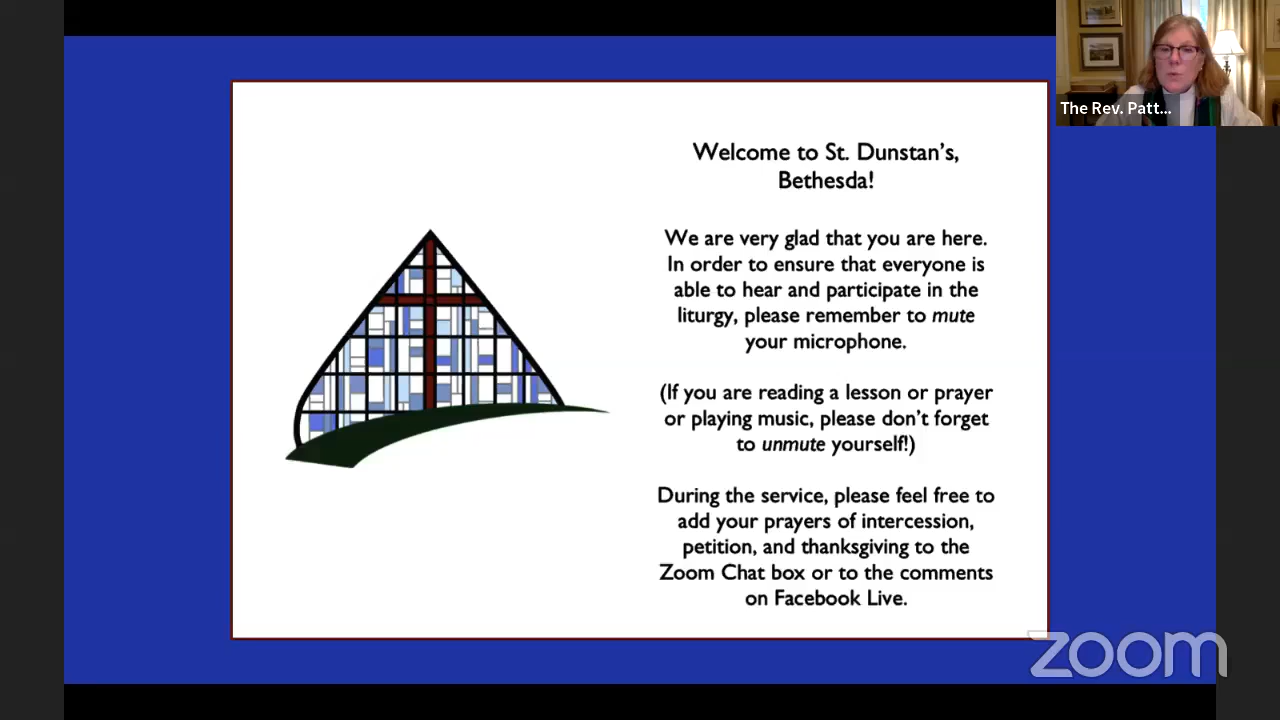 The Rev. Patt...
Welcome to St. Dunstan's,
Bethesda!
We are very glad that you are here.
In order to ensure that everyone is
able to hear and participate in the
liturgy, please remember to mute
your microphone.
(If you are reading a lesson or prayer
or playing music, please don't forget
to unmute yourself!)
During the service, please feel free to
add your prayers of intercession,
petition, and thanksgiving to the
Zoom Chat box or to the comments
on Facebook Live.
zoom